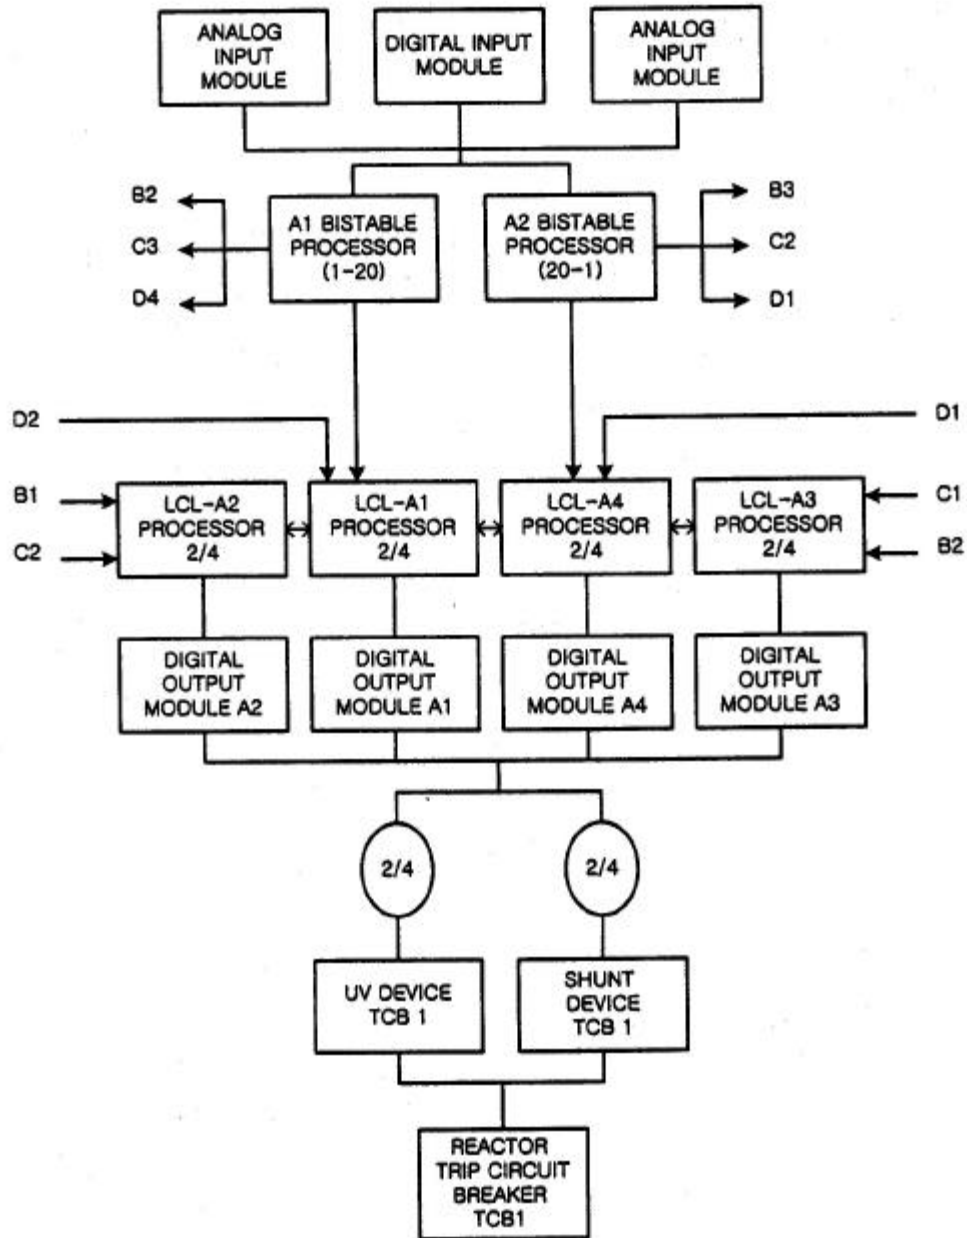 ANALOG
INPUT
MODULE
DIGITAL INPUT
MODULE
ANALOG
INPUT
MODULE
B2
C3
D4
A1 BISTABLE
PROCESSOR
(1-20)
A2 BISTABLE
PROCESSOR
(20-1)
B3
C2
D1
D2
D1
B1
C2
LCL-A2
PROCESSOR
2/4
LCL-A1
PROCESSOR
2/4
LCL-A4
PROCESSOR
2/4
LCL-A3
PROCESSOR
2/4
C1
B2
DIGITAL
OUTPUT
MODULE A2
DIGITAL
OUTPUT
MODULE A1
DIGITAL
OUTPUT
MODULE A4
DIGITAL
OUTPUT
MODULE A3
2/4
2/4
UV DEVICE
TCB 1
SHUNT
DEVICE
TCB 1
REACTOR
TRIP CIRCUIT
BREAKER
TCB1